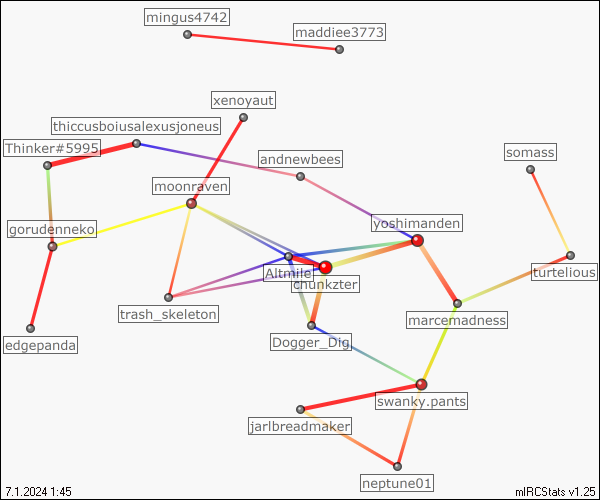 mingus4742
maddiee3773
xenoyaut
thiccusboiusalexusjoneus
Thinker#5995
andnewbees
somass
moonraven
yoshimanden
gorudenneko
Altmile
turtelious
chunkzter
trash_skeleton
marcemadness
edgepanda
Dogger_Dig
swanky.pants
jarlbreadmaker
neptune01
7.1.2024 1:45
mIRCStats v1.25